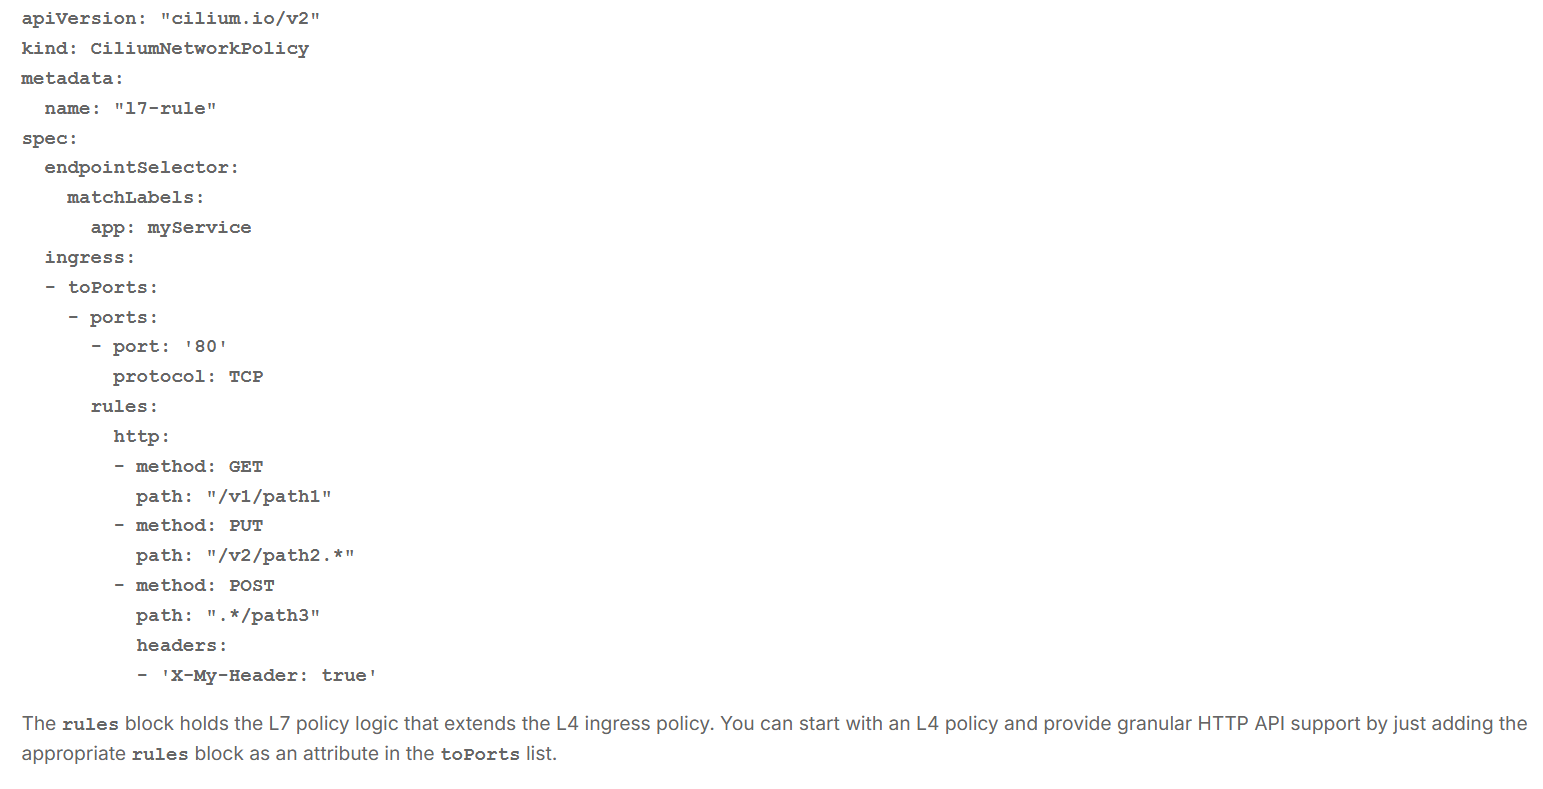 apiVersion: "cilium.io/v2"
kind: CiliumNetworkPolicy
metadata:
  name: "l7-rule"
spec:
  endpointSelector:
    matchLabels:
      app: myService
  ingress:
  - toPorts:
    - ports:
      - port: '80'
        protocol: TCP
      rules:
        http:
        - method: GET
          path: "/v1/path1"
        - method: PUT
          path: "/v2/path2.*"
        - method: POST
          path: ".*/path3"
          headers:
          - 'X-My-Header: true'
The rules block holds the L7 policy logic that extends the L4 ingress policy. You can start with an L4 policy and provide granular HTTP API support by just adding the
appropriate rules block as an attribute in the toPorts list.